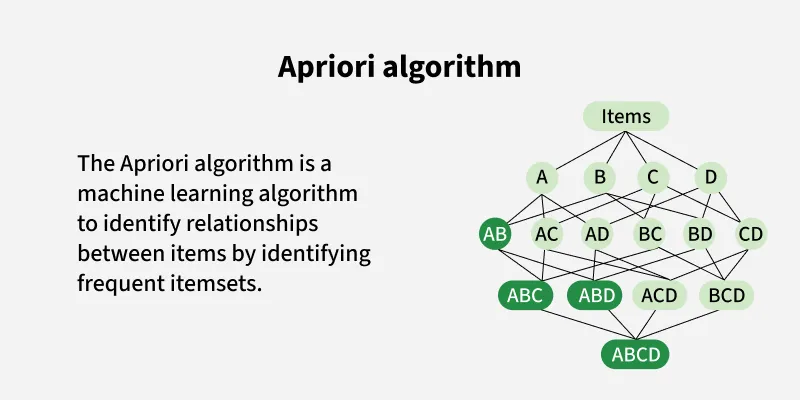 Apriori algorithm
The Apriori algorithm is a
machine learning algorithm
to identify relationships
between items by identifying
frequent itemsets.
Items
A B C D
AB AC AD BC BD CD
ABC ABD ACD BCD
ABCD